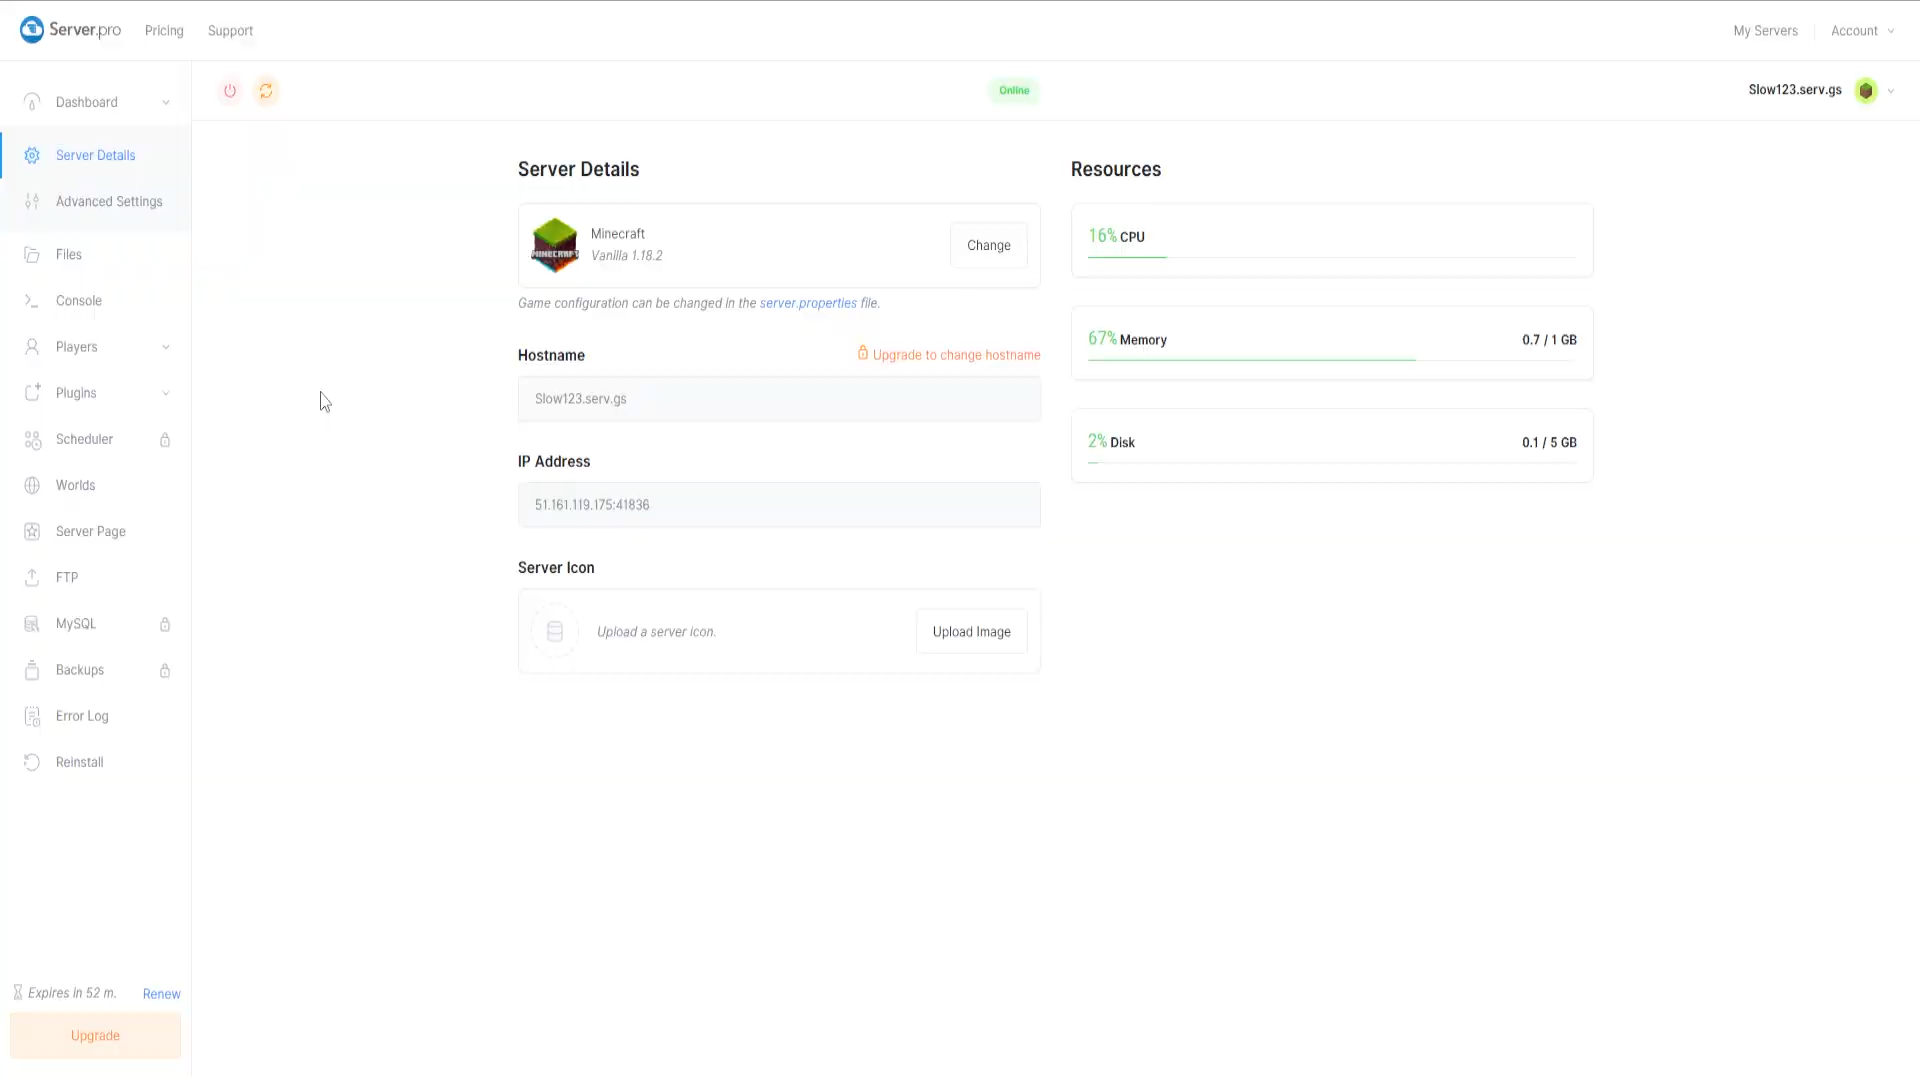 Server.pro
Pricing
Support
My Servers
Account
Dashboard
Server Details
Advanced Settings
Files
Console
Players
Plugins
Scheduler
Worlds
Server Page
FTP
MySQL
Backups
Error Log
Reinstall
Expires in 52 m.
Renew
Upgrade
Online
Slow123.serv.gs
Server Details
MINECRAFT
Minecraft
Vanilla 1.18.2
Change
Game configuration can be changed in the server.properties file.
Hostname
Upgrade to change hostname
Slow123.serv.gs
IP Address
51.161.119.175:41836
Server Icon
Upload a server icon.
Upload Image
Resources
16% CPU
67% Memory
0.7 / 1 GB
2% Disk
0.1 / 5 GB